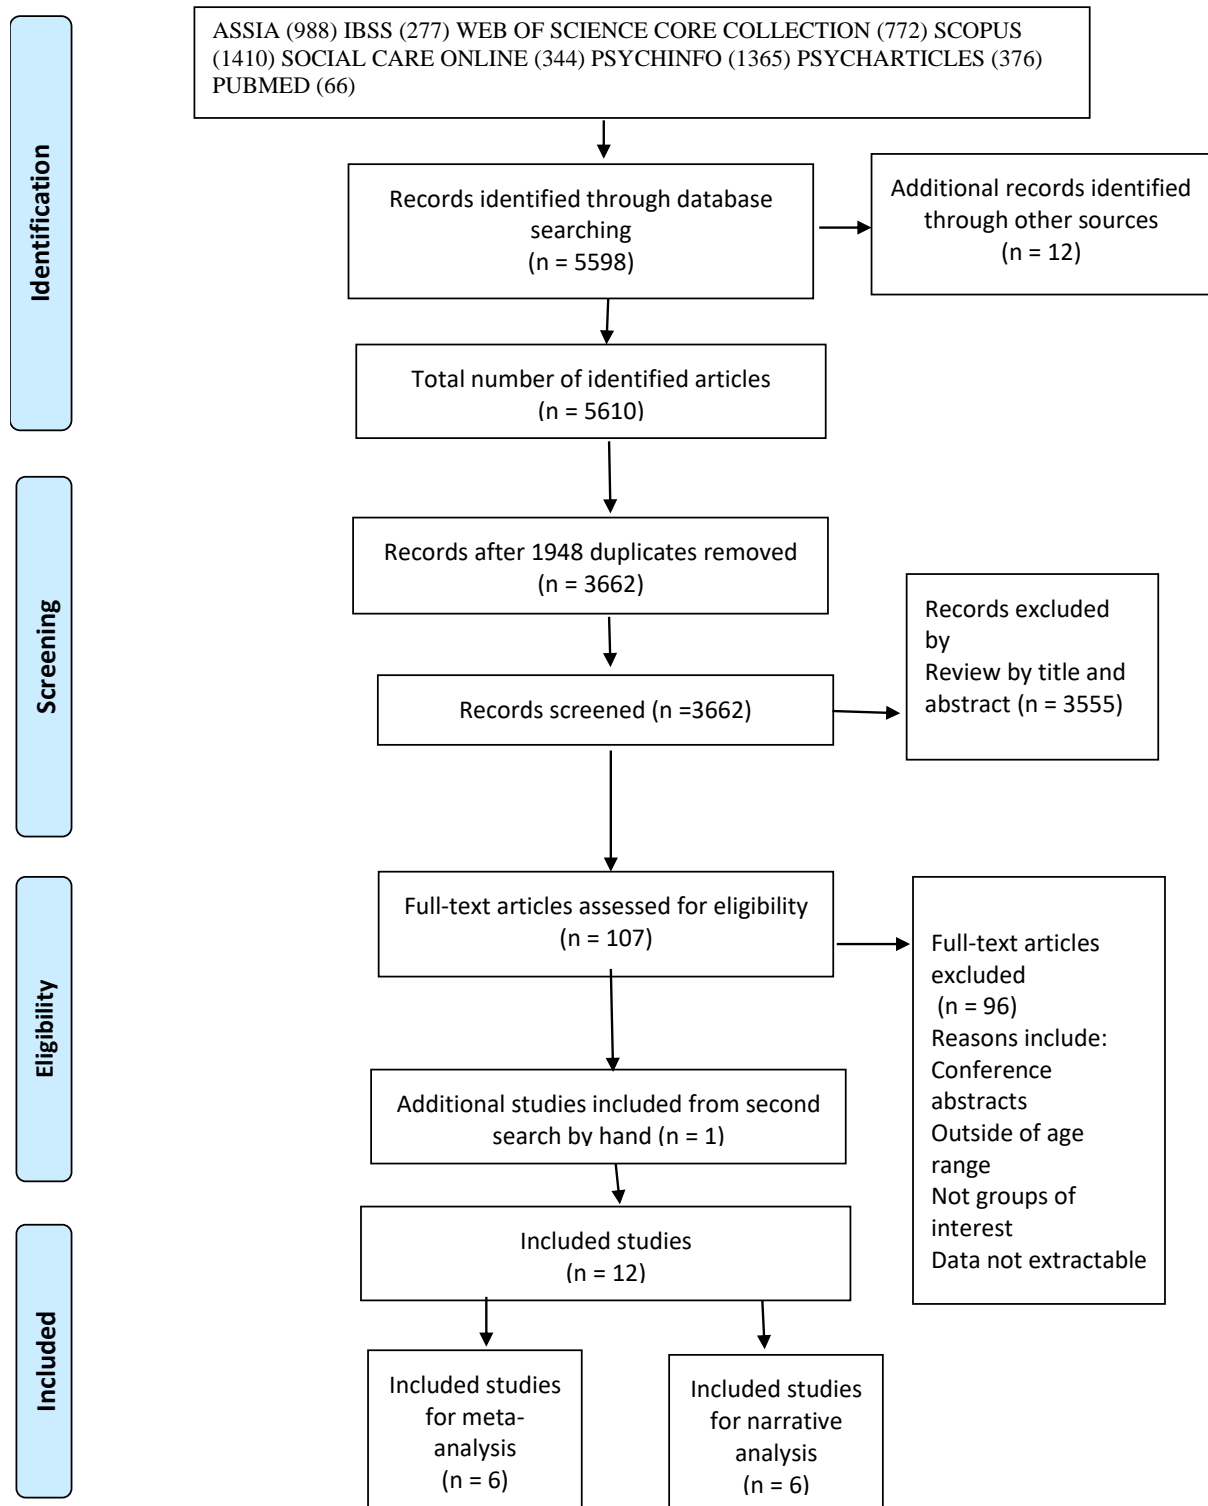 ASSIA (988) IBSS (277) WEB OF SCIENCE CORE COLLECTION (772) SCOPUS
(1410) SOCIAL CARE ONLINE (344) PSYCHINFO (1365) PSYCHARTICLES (376)
PUBMED (66)
Identification
Records identified through database
searching
(n = 5598)
Additional records identified
through other sources
(n = 12)
Total number of identified articles
(n = 5610)
Screening
Records after 1948 duplicates removed
(n = 3662)
Records screened (n =3662)
Records excluded
by
Review by title and
abstract (n = 3555)
Eligibility
Full-text articles assessed for eligibility
(n = 107)
Full-text articles
excluded
(n = 96)
Reasons include:
Conference
abstracts
Outside of age
range
Not groups of
interest
Data not extractable
Additional studies included from second
search by hand (n = 1)
Included
Included studies
(n = 12)
Included studies
for meta-
analysis
(n = 6)
Included studies
for narrative
analysis
(n = 6)